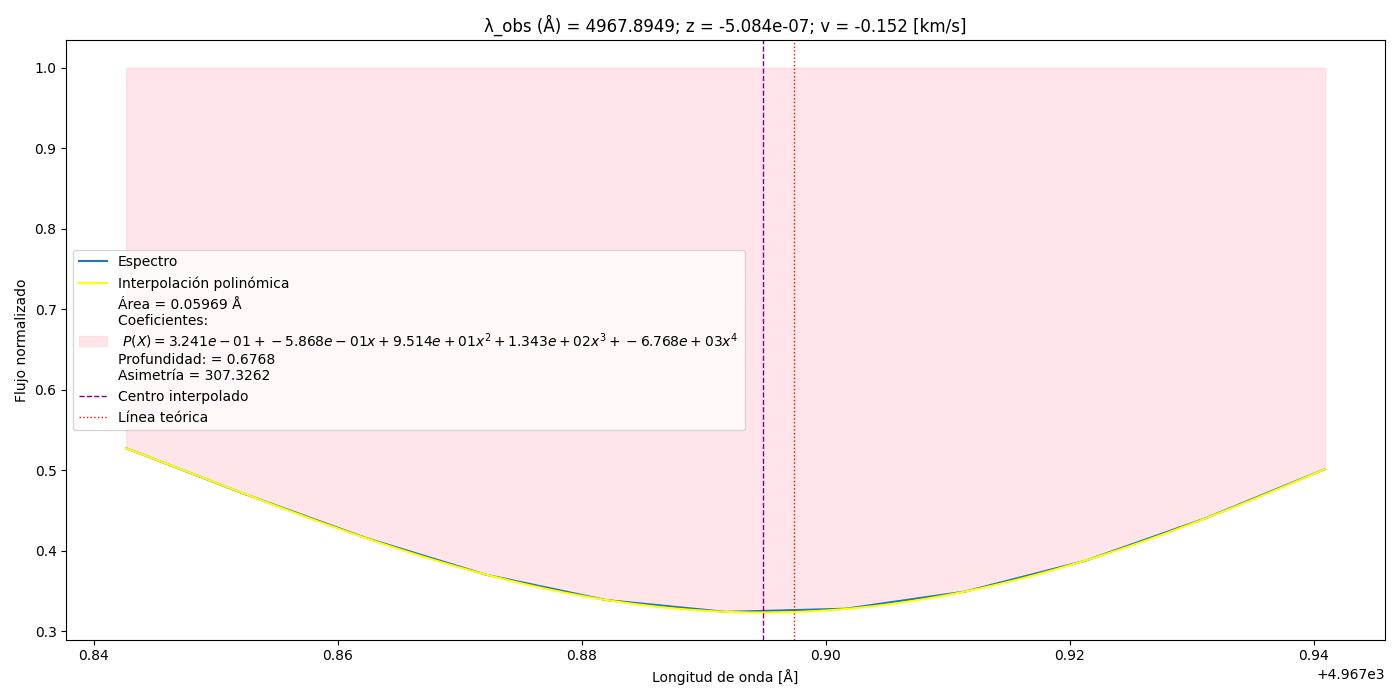 λ_obs (Å) = 4967.8949; z = -5.084e-07; v = -0.152 [km/s]
Flujo normalizado
1.0
0.9
0.8
0.7
0.6
0.5
0.4
0.3
Espectro
Interpolación polinómica
Área = 0.05969 Å
Coeficientes:
P(X) = 3.241e − 01 + −5.868e − 01x + 9.514e + 01x² + 1.343e + 02x³ + −6.768e + 03x⁴
Profundidad: = 0.6768
Asimetría = 307.3262
Centro interpolado
Línea teórica
0.84 0.86 0.88 0.90 0.92 0.94
+4.967e3
Longitud de onda [Å]